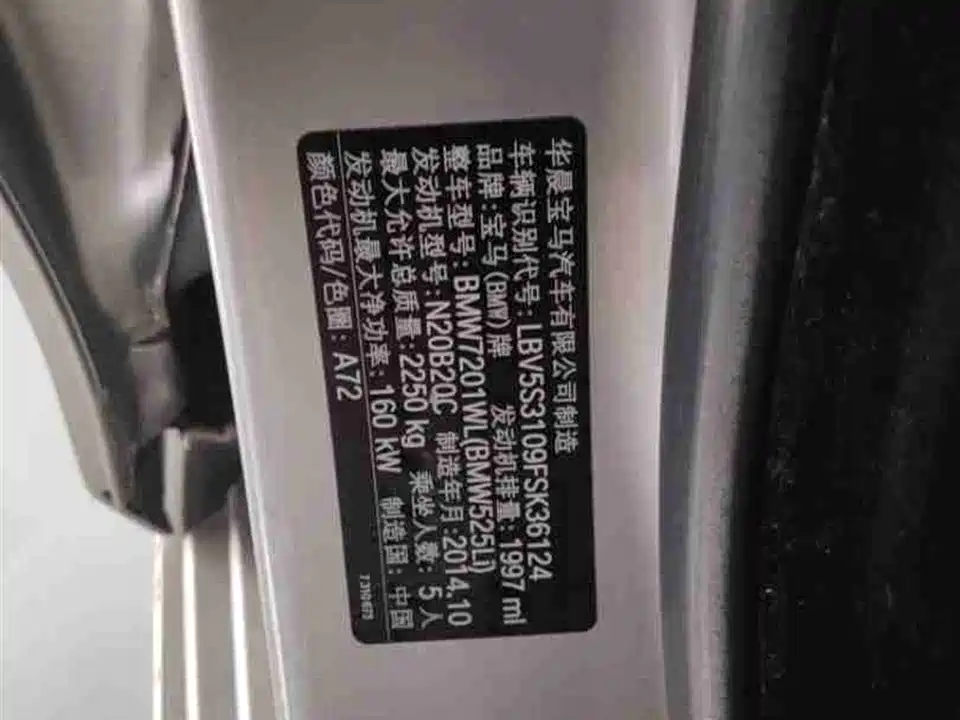 华晨宝马汽车有限公司制造
车辆识别代号:LBV5S3109FSK36124
品牌:宝马(BMW)牌 发动机排量:1997 ml
整车型号:BMW7201WL(BMW525Li)
发动机型号:N20B20C 制造年月:2014.10
最大允许总质量:2250 kg 乘坐人数:5人
发动机最大净功率:160 kW 制造国:中国
颜色代码/色圈:A72